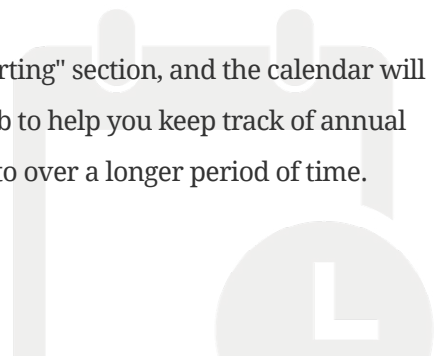 rting" section, and the calendar will
to help you keep track of annual
to over a longer period of time.